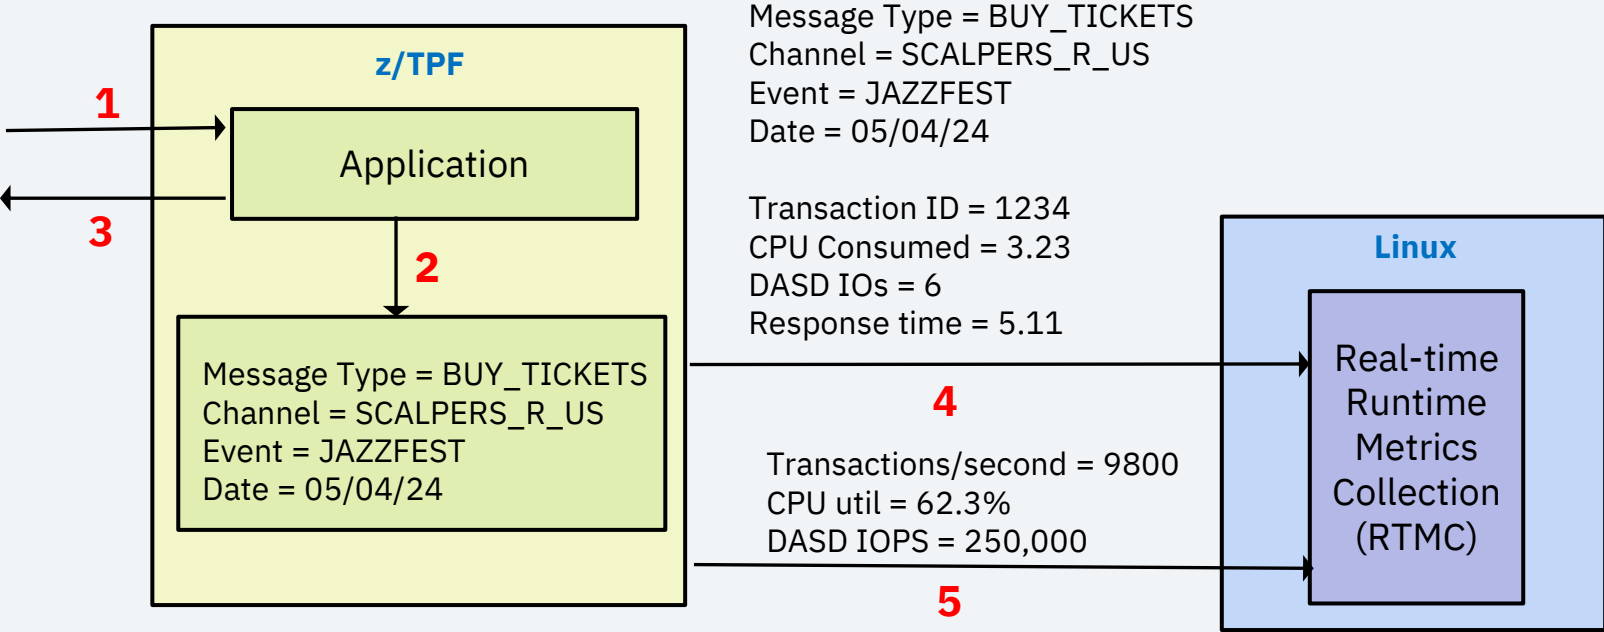 z/TPF
1
Application
3
2
Message Type = BUY_TICKETS
Channel = SCALPERS_R_US
Event = JAZZFEST
Date = 05/04/24
Message Type = BUY_TICKETS
Channel = SCALPERS_R_US
Event = JAZZFEST
Date = 05/04/24
Transaction ID = 1234
CPU Consumed = 3.23
DASD IOs = 6
Response time = 5.11
4
Transactions/second = 9800
CPU util = 62.3%
DASD IOPS = 250,000
5
Linux
Real-time
Runtime
Metrics
Collection
(RTMC)